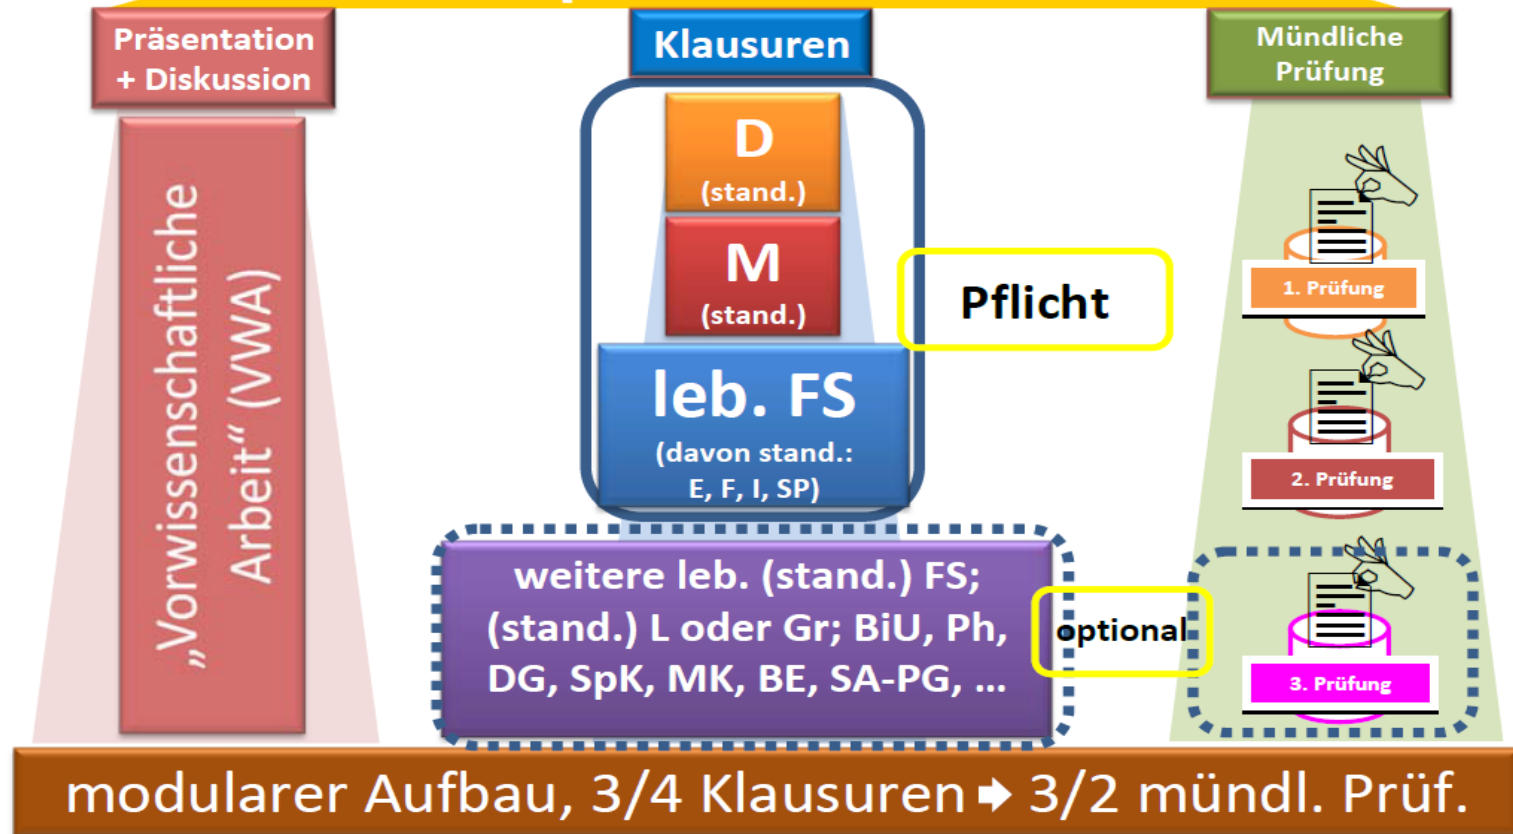 Präsentation
+ Diskussion
„Vorwissenschaftliche
Arbeit“ (VWA)
Klausuren
D
(stand.)
M
(stand.)
leb. FS
(davon stand.:
E, F, I, SP)
Pflicht
weitere leb. (stand.) FS;
(stand.) L oder Gr; BiU, Ph,
DG, SpK, MK, BE, SA-PG, ...
optional
Mündliche
Prüfung
1. Prüfung
2. Prüfung
3. Prüfung
modularer Aufbau, 3/4 Klausuren → 3/2 mündl. Prüf.